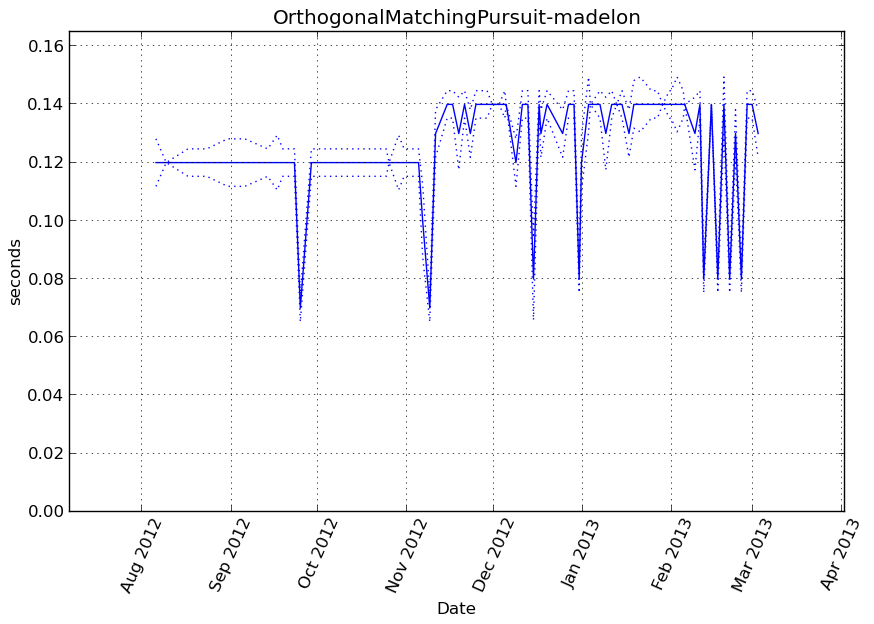 OrthogonalMatchingPursuit-madelon
0.16
0.14
0.12
0.10
0.08
0.06
0.04
0.02
0.00
seconds
Aug 2012
Sep 2012
Oct 2012
Nov 2012
Dec 2012
Jan 2013
Feb 2013
Mar 2013
Apr 2013
Date